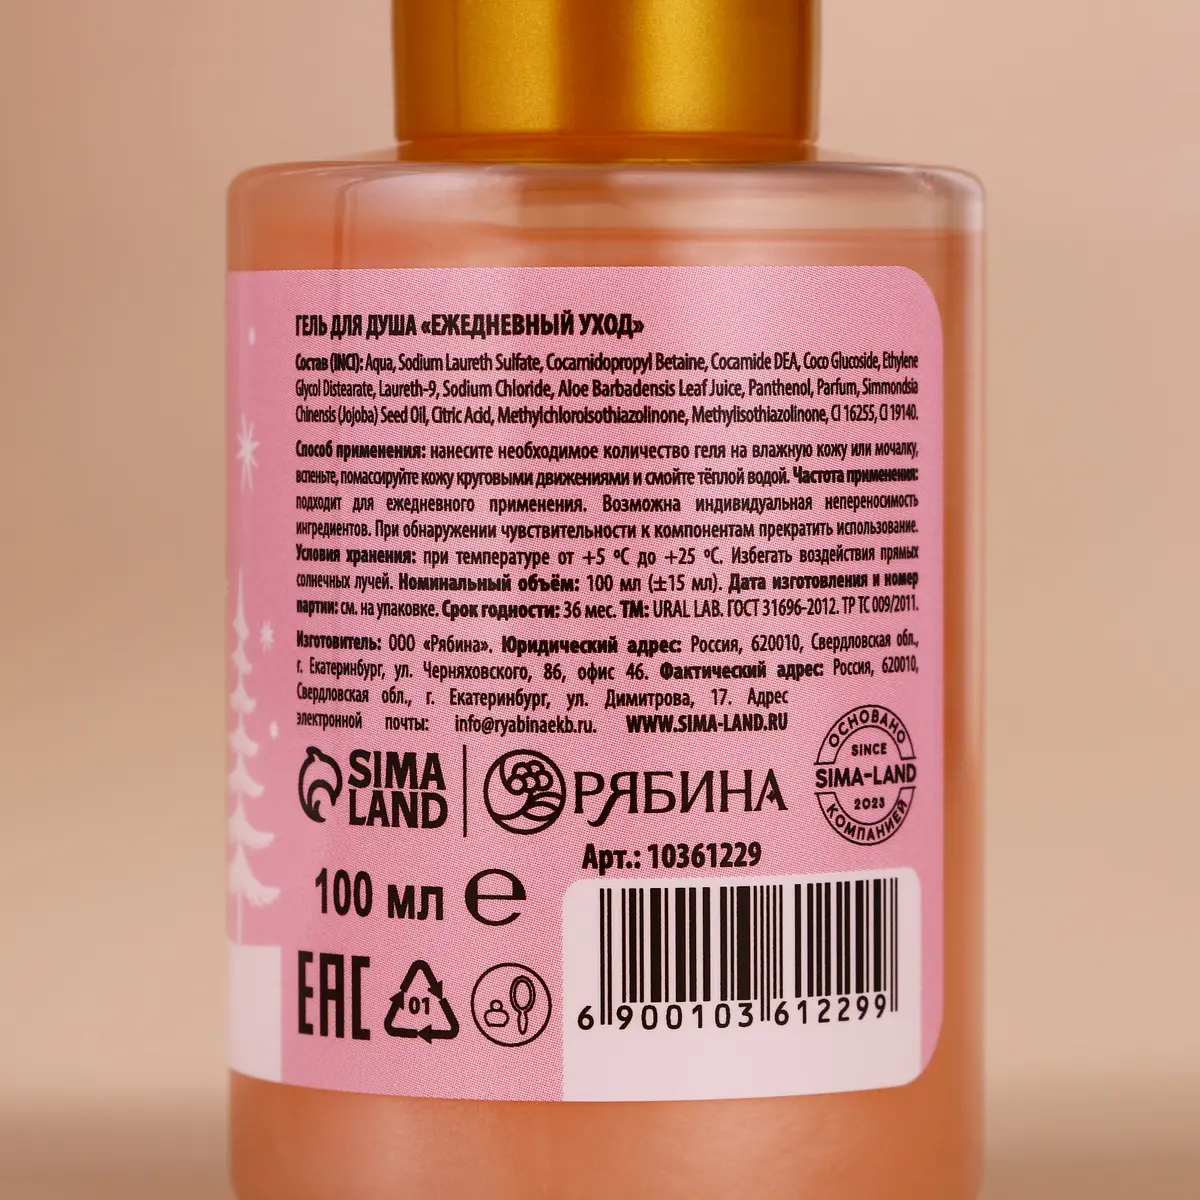 ГЕЛЬ ДЛЯ ДУША «ЕЖЕДНЕВНЫЙ УХОД»
Состав (INCI): Aqua, Sodium Laureth Sulfate, Cocamidopropyl Betaine, Cocamide DEA, Coco Glucoside, Ethylene
Glycol Distearate, Laureth-9, Sodium Chloride, Aloe Barbadensis Leaf Juice, Panthenol, Parfum, Simmondsia
Chinensis (Jojoba) Seed Oil, Citric Acid, Methylchloroisothiazolinone, Methylisothiazolinone, CI 16255, CI 19140.
Способ применения: нанесите необходимое количество геля на влажную кожу или мочалку,
вспеньте, помассируйте кожу круговыми движениями и смойте тёплой водой. Частота применения:
подходит для ежедневного применения. Возможна индивидуальная непереносимость
ингредиентов. При обнаружении чувствительности к компонентам прекратить использование.
Условия хранения: при температуре от +5 °С до +25 °С. Избегать воздействия прямых
солнечных лучей. Номинальный объём: 100 мл (±15 мл). Дата изготовления и номер
партии: см. на упаковке. Срок годности: 36 мес. ТМ: URAL LAB. ГОСТ 31696-2012. ТР ТС 009/2011.
Изготовитель: ООО «Рябина». Юридический адрес: Россия, 620010, Свердловская обл.,
г. Екатеринбург, ул. Черняховского, 86, офис 46. Фактический адрес: Россия, 620010,
Свердловская обл., г. Екатеринбург, ул. Димитрова, 17. Адрес
электронной почты: info@ryabinaekb.ru. WWW.SIMA-LAND.RU
SIMA
LAND
РЯБИНА
ОСНОВАНО
SINCE
SIMA-LAND
2023
КОМПАНИЕЙ
Арт.: 10361229
100 мл e
EAC
01
6 900103 612299